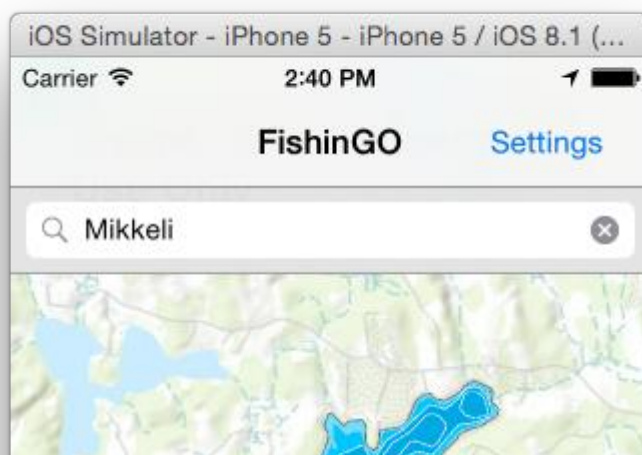 iOS Simulator - iPhone 5 - iPhone 5 / iOS 8.1 (...
Carrier 2:40 PM
FishinGO Settings
Mikkeli